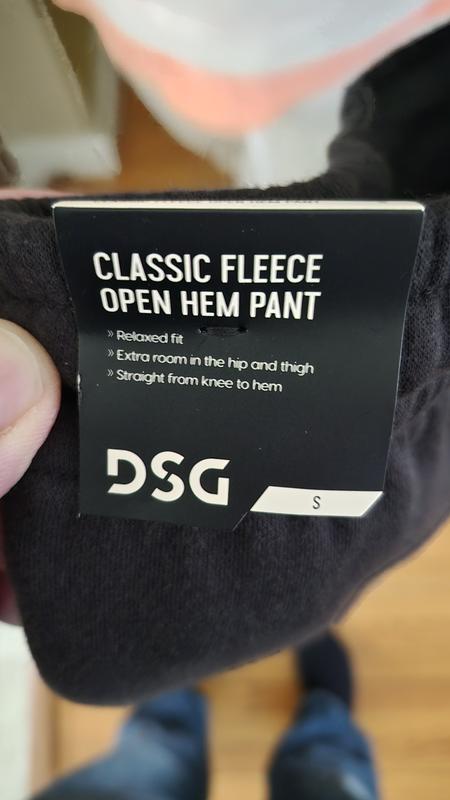 CLASSIC FLEECE
OPEN HEM PANT
» Relaxed fit
» Extra room in the hip and thigh
» Straight from knee to hem
DSG
S